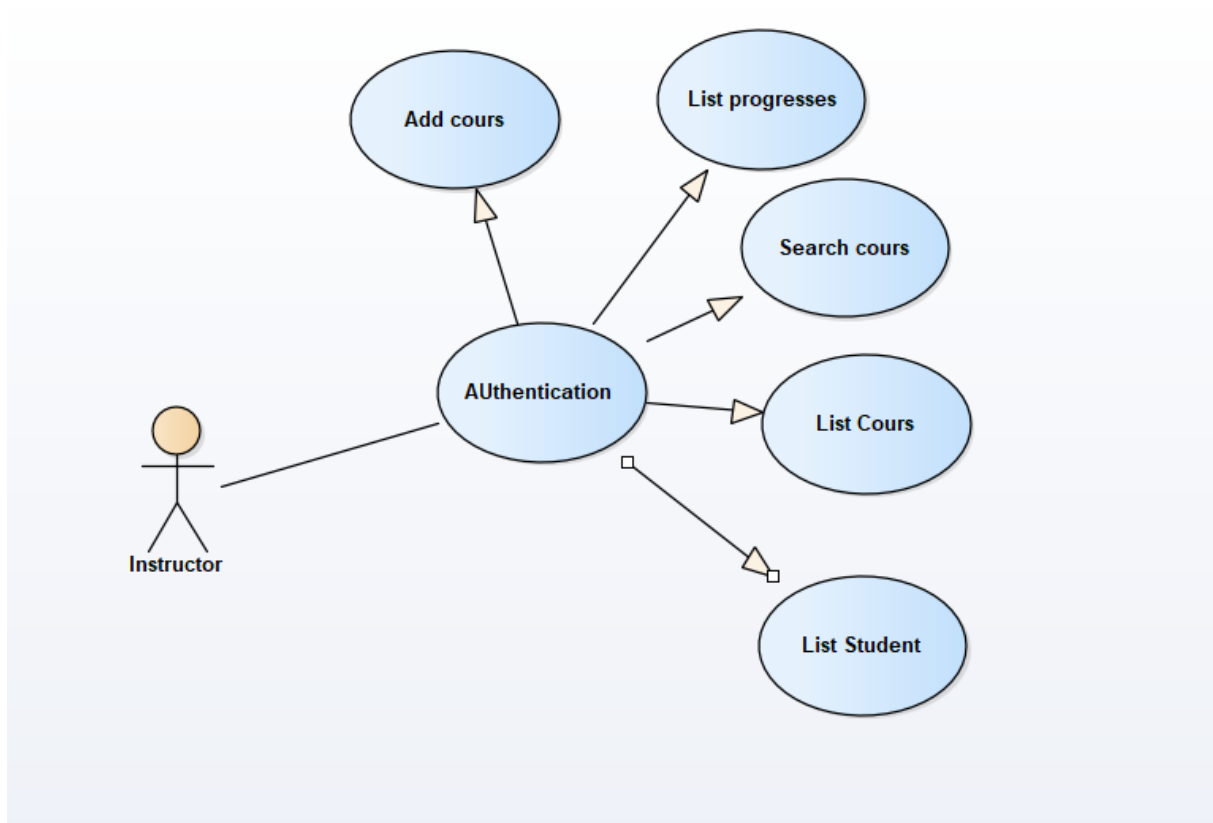 List progresses
Add cours
Search cours
AUthentication
List Cours
Instructor
List Student